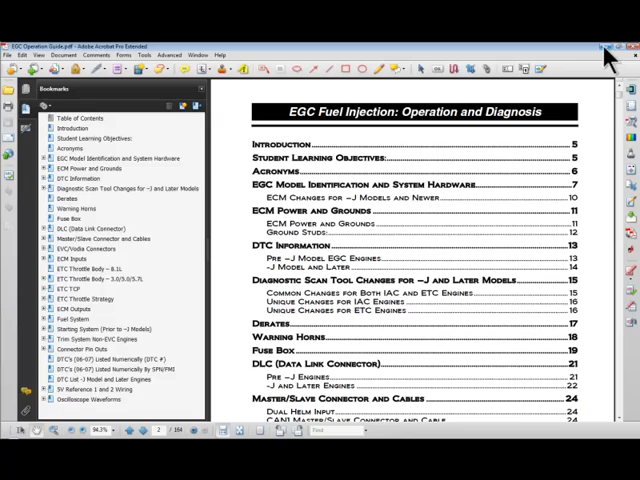 EGC Operation Guide.pdf - Adobe Acrobat Pro Extended
File Edit View Document Comments Forms Tools Advanced Window Help
Bookmarks
Table of Contents
Introduction
Student Learning Objectives:
Acronyms
EGC Model Identification and System Hardware
ECM Power and Grounds
DTC Information
Diagnostic Scan Tool Changes for -J and Later Models
Derates
Warning Horns
Fuse Box
DLC (Data Link Connector)
Master/Slave Connector and Cables
EVC/Vodia Connectors
ECM Inputs
ETC Throttle Body - 8.1L
ETC Throttle Body - 3.0/5.0/5.7L
ETC TCP
ETC Throttle Strategy
ECM Outputs
Fuel System
Starting System (Prior to -J Models)
Trim System Non-EVC Engines
Connector Pin Outs
DTC's (06-07) Listed Numerically (DTC #)
DTC's (06-07) Listed Numerically By SPN/FMI
DTC List -J Model and Later Engines
5V Reference 1 and 2 Wiring
Oscilloscope Waveforms
EGC Fuel Injection: Operation and Diagnosis
Introduction 5
Student Learning Objectives: 5
Acronyms 6
EGC Model Identification and System Hardware 7
ECM Changes for -J Models and Newer 10
ECM Power and Grounds 11
ECM Power and Grounds 11
Ground Studs: 12
DTC Information 13
Pre -J Model EGC Engines 13
-J Model and Later 14
Diagnostic Scan Tool Changes for -J and Later Models 15
Common Changes for Both IAC and ETC Engines 15
Unique Changes for IAC Engines 16
Unique Changes for ETC Engines 16
Derates 17
Warning Horns 18
Fuse Box 19
DLC (Data Link Connector) 21
Pre -J Engines 21
-J and Later Engines 22
Master/Slave Connector and Cables 24
Dual Helm Input 24
CAN1 Master/Slave Connector and Cable 24
94.3% 2 / 164 Find